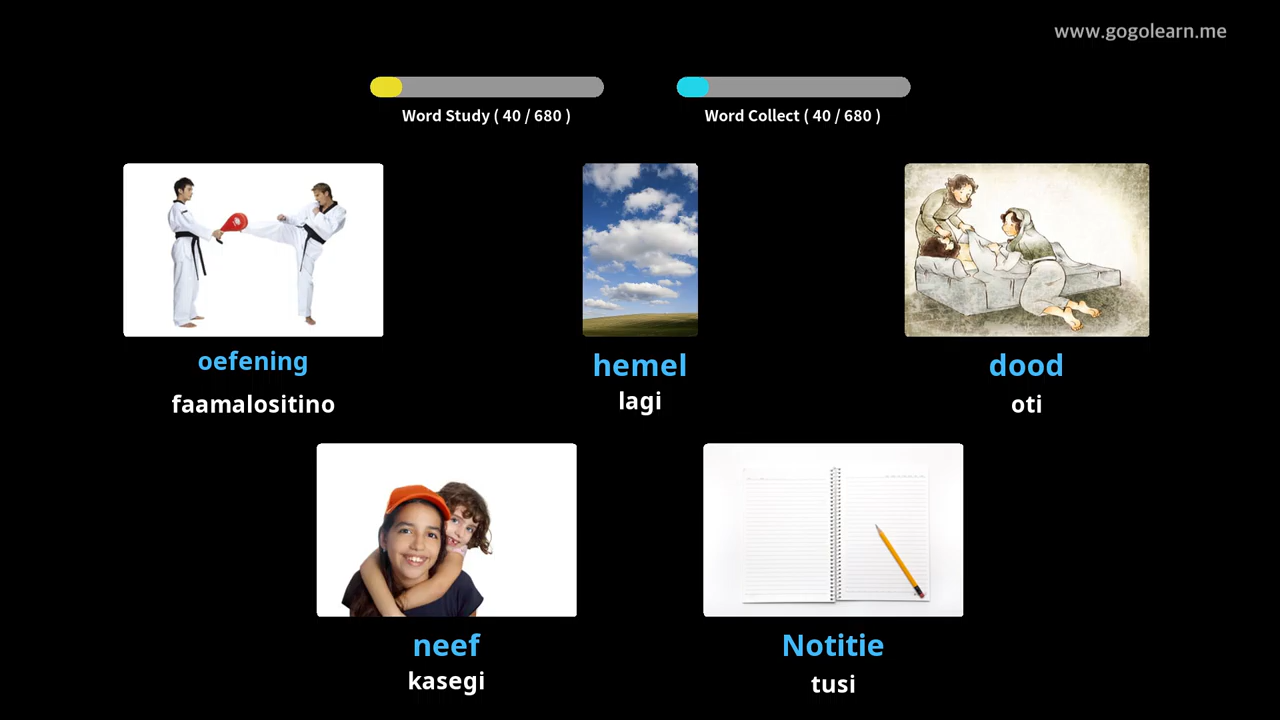 www.gogolearn.me
Word Study ( 40 / 680 )
Word Collect ( 40 / 680 )
oefening
faamalositino
hemel
lagi
dood
oti
neef
kasegi
Notitie
tusi